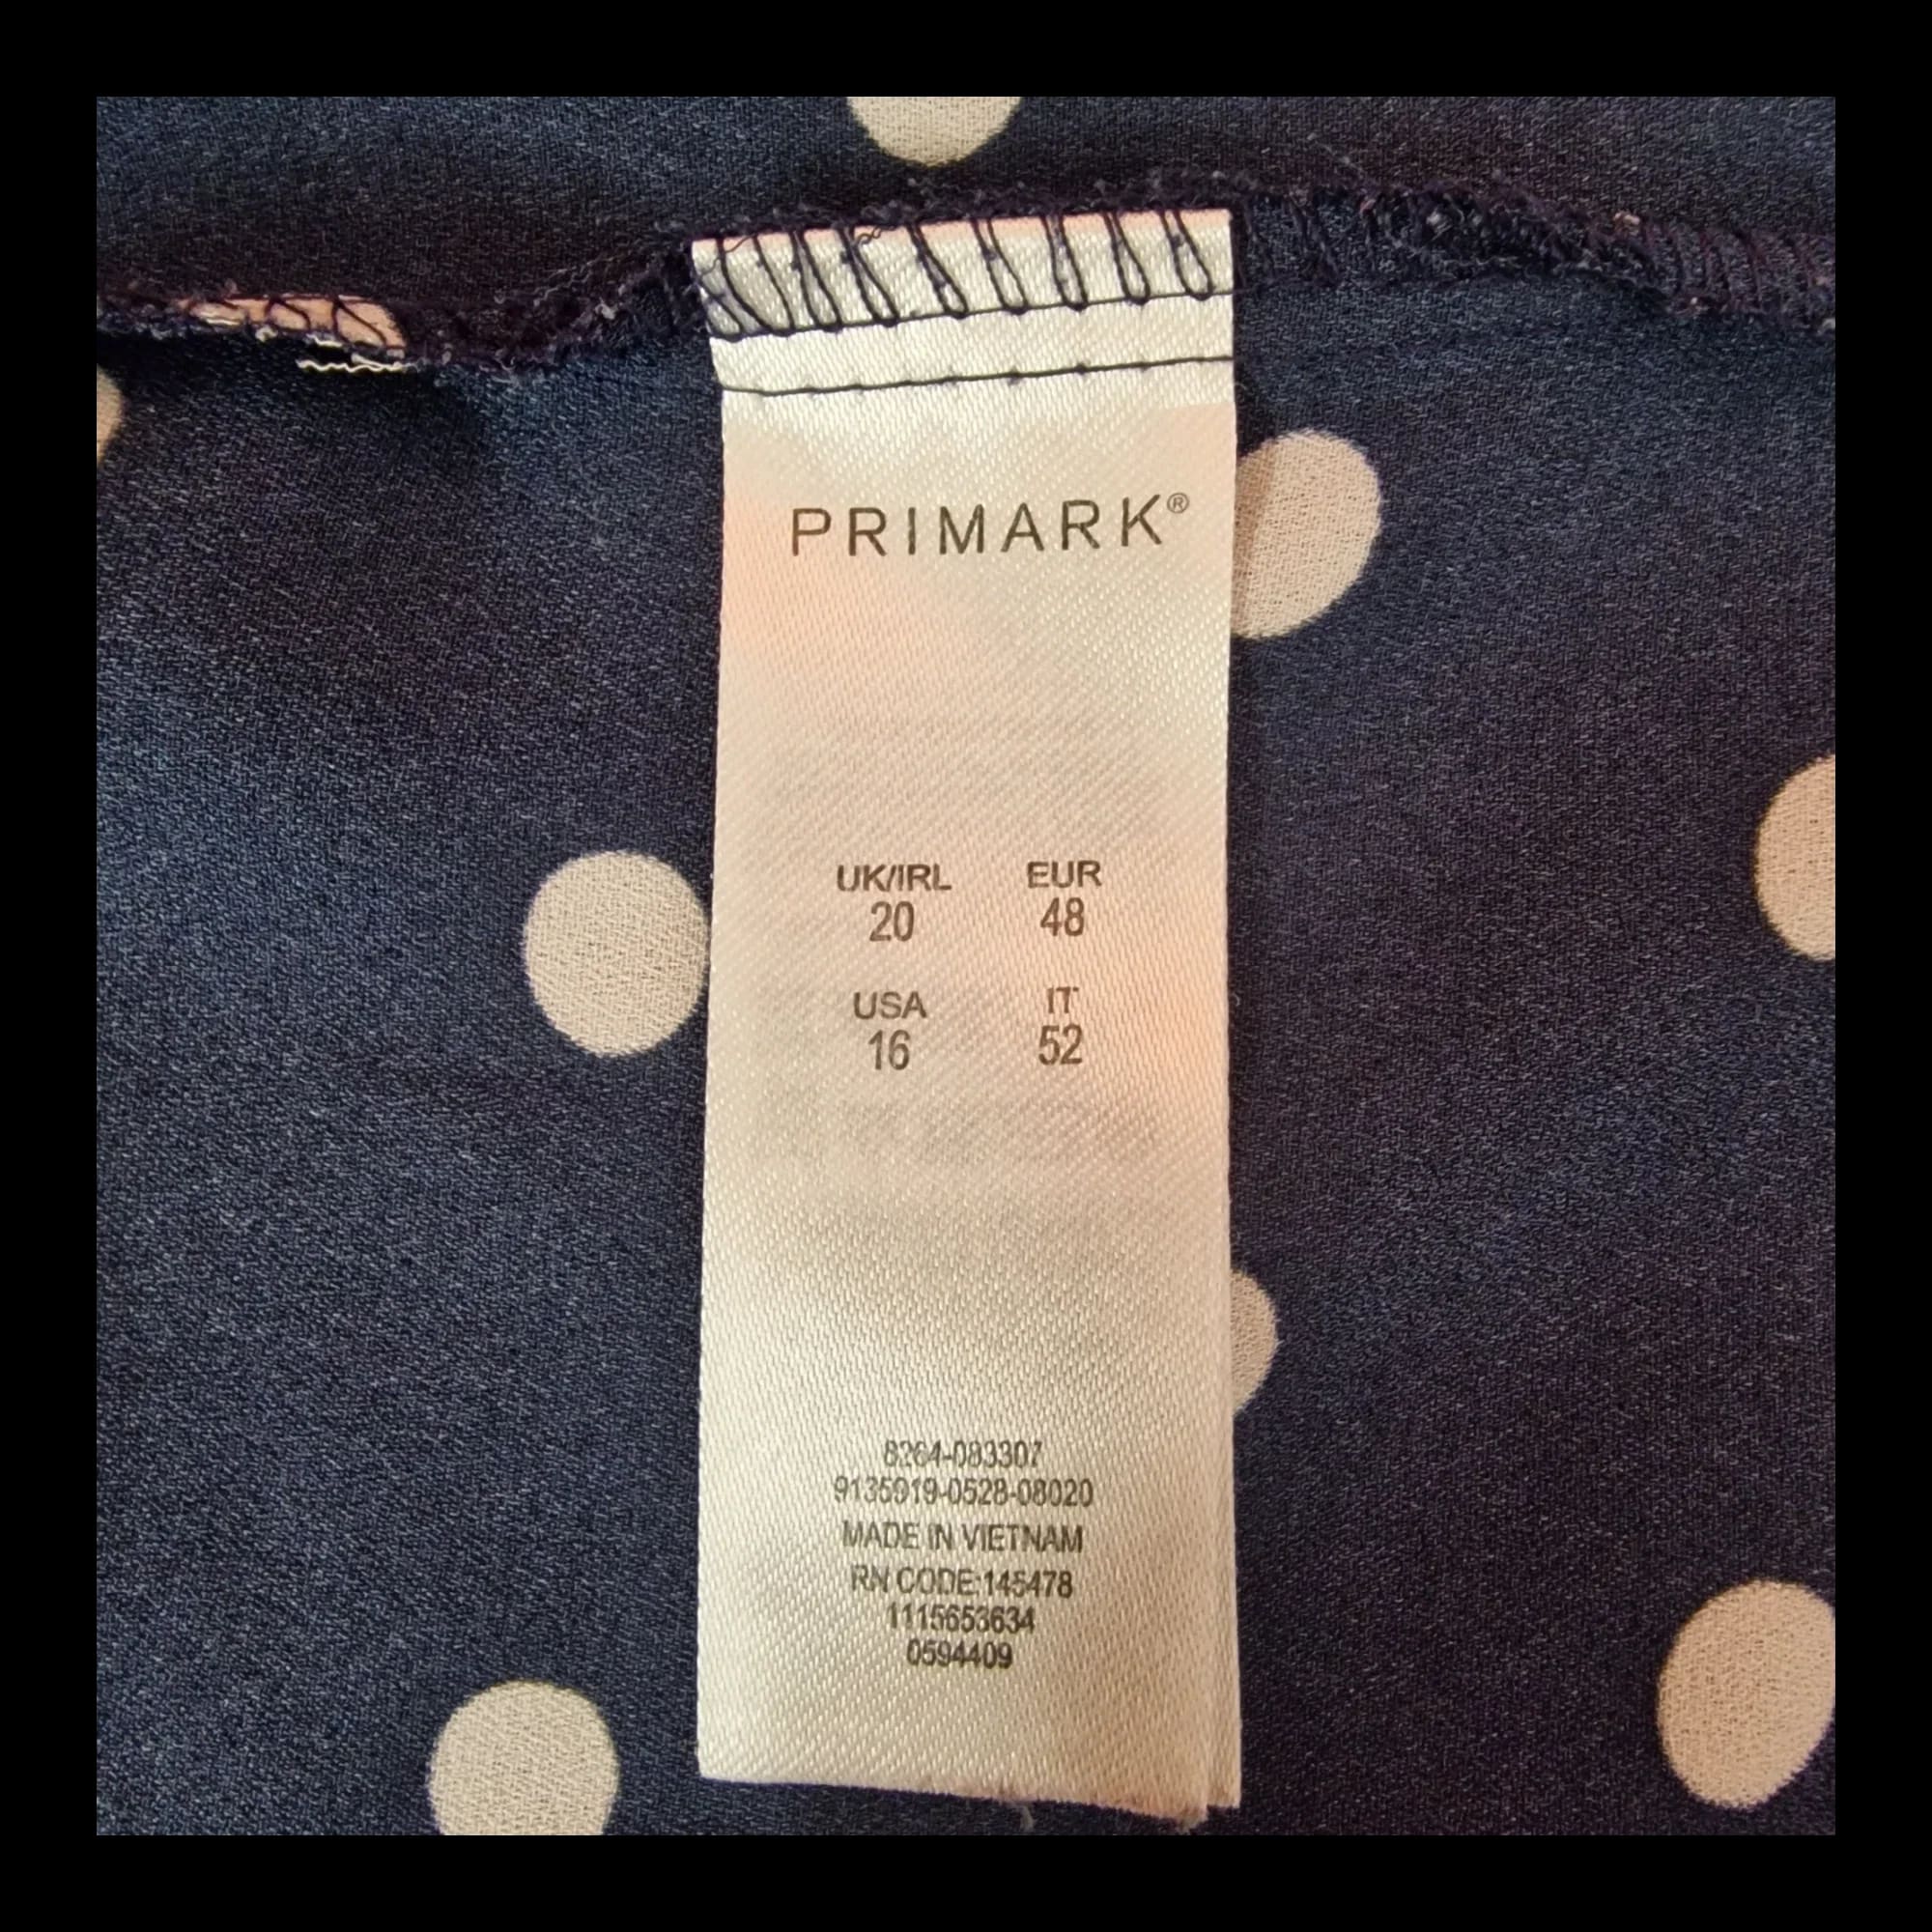 PRIMARK®
UK/IRL EUR
20 48
USA IT
16 52
8264-083307
9135919-0528-08020
MADE IN VIETNAM
RN CODE:145478
1115653634
0594409